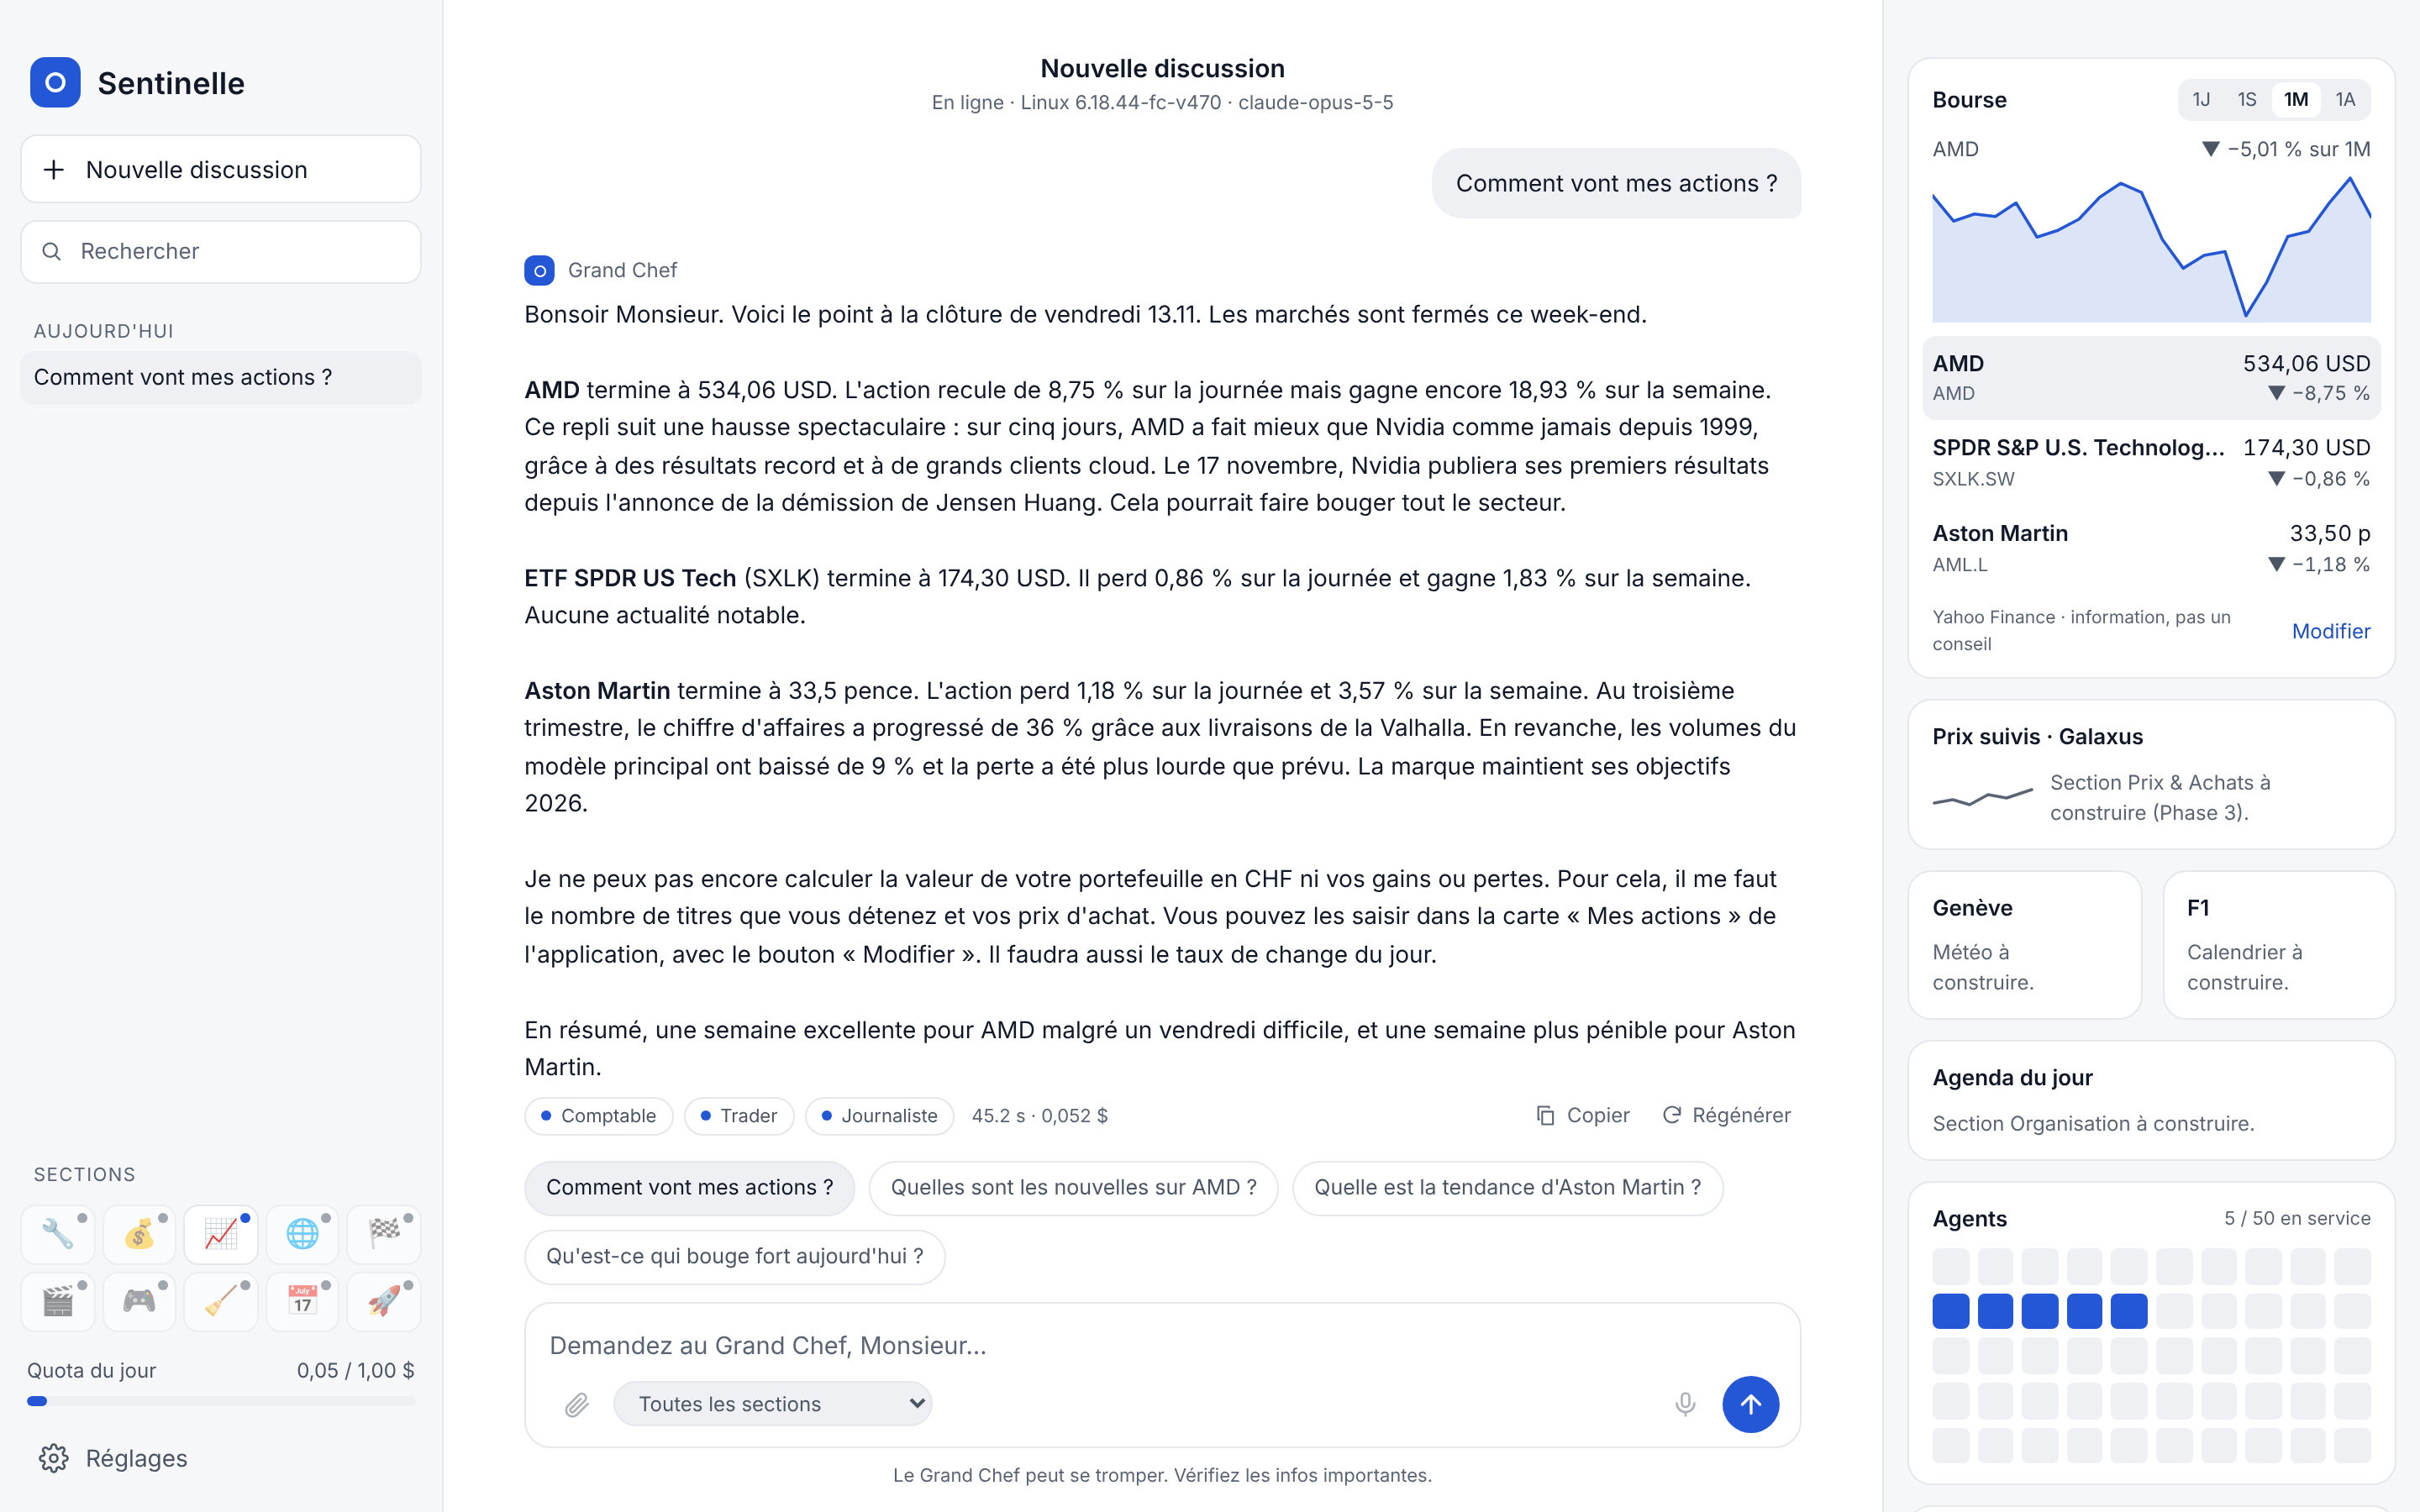 Sentinelle
Nouvelle discussion
Rechercher
AUJOURD'HUI
Comment vont mes actions ?
SECTIONS
Quota du jour
0,05 / 1,00 $
Réglages
Nouvelle discussion
En ligne · Linux 6.18.44-fc-v470 · claude-opus-5-5
Comment vont mes actions ?
Grand Chef
Bonsoir Monsieur. Voici le point à la clôture de vendredi 13.11. Les marchés sont fermés ce week-end.
AMD termine à 534,06 USD. L'action recule de 8,75 % sur la journée mais gagne encore 18,93 % sur la semaine.
Ce repli suit une hausse spectaculaire : sur cinq jours, AMD a fait mieux que Nvidia comme jamais depuis 1999,
grâce à des résultats record et à de grands clients cloud. Le 17 novembre, Nvidia publiera ses premiers résultats
depuis l'annonce de la démission de Jensen Huang. Cela pourrait faire bouger tout le secteur.
ETF SPDR US Tech (SXLK) termine à 174,30 USD. Il perd 0,86 % sur la journée et gagne 1,83 % sur la semaine.
Aucune actualité notable.
Aston Martin termine à 33,5 pence. L'action perd 1,18 % sur la journée et 3,57 % sur la semaine. Au troisième
trimestre, le chiffre d'affaires a progressé de 36 % grâce aux livraisons de la Valhalla. En revanche, les volumes du
modèle principal ont baissé de 9 % et la perte a été plus lourde que prévu. La marque maintient ses objectifs
2026.
Je ne peux pas encore calculer la valeur de votre portefeuille en CHF ni vos gains ou pertes. Pour cela, il me faut
le nombre de titres que vous détenez et vos prix d'achat. Vous pouvez les saisir dans la carte « Mes actions » de
l'application, avec le bouton « Modifier ». Il faudra aussi le taux de change du jour.
En résumé, une semaine excellente pour AMD malgré un vendredi difficile, et une semaine plus pénible pour Aston
Martin.
Comptable
Trader
Journaliste
45.2 s · 0,052 $
Copier
Régénérer
Comment vont mes actions ?
Quelles sont les nouvelles sur AMD ?
Quelle est la tendance d'Aston Martin ?
Qu'est-ce qui bouge fort aujourd'hui ?
Demandez au Grand Chef, Monsieur...
Toutes les sections
Le Grand Chef peut se tromper. Vérifiez les infos importantes.
Bourse
1J 1S 1M 1A
AMD
▼ −5,01 % sur 1M
AMD
534,06 USD
AMD
▼ −8,75 %
SPDR S&P U.S. Technolog...
174,30 USD
SXLK.SW
▼ −0,86 %
Aston Martin
33,50 p
AML.L
▼ −1,18 %
Yahoo Finance · information, pas un
conseil
Modifier
Prix suivis · Galaxus
Section Prix & Achats à
construire (Phase 3).
Genève
Météo à
construire.
F1
Calendrier à
construire.
Agenda du jour
Section Organisation à construire.
Agents
5 / 50 en service